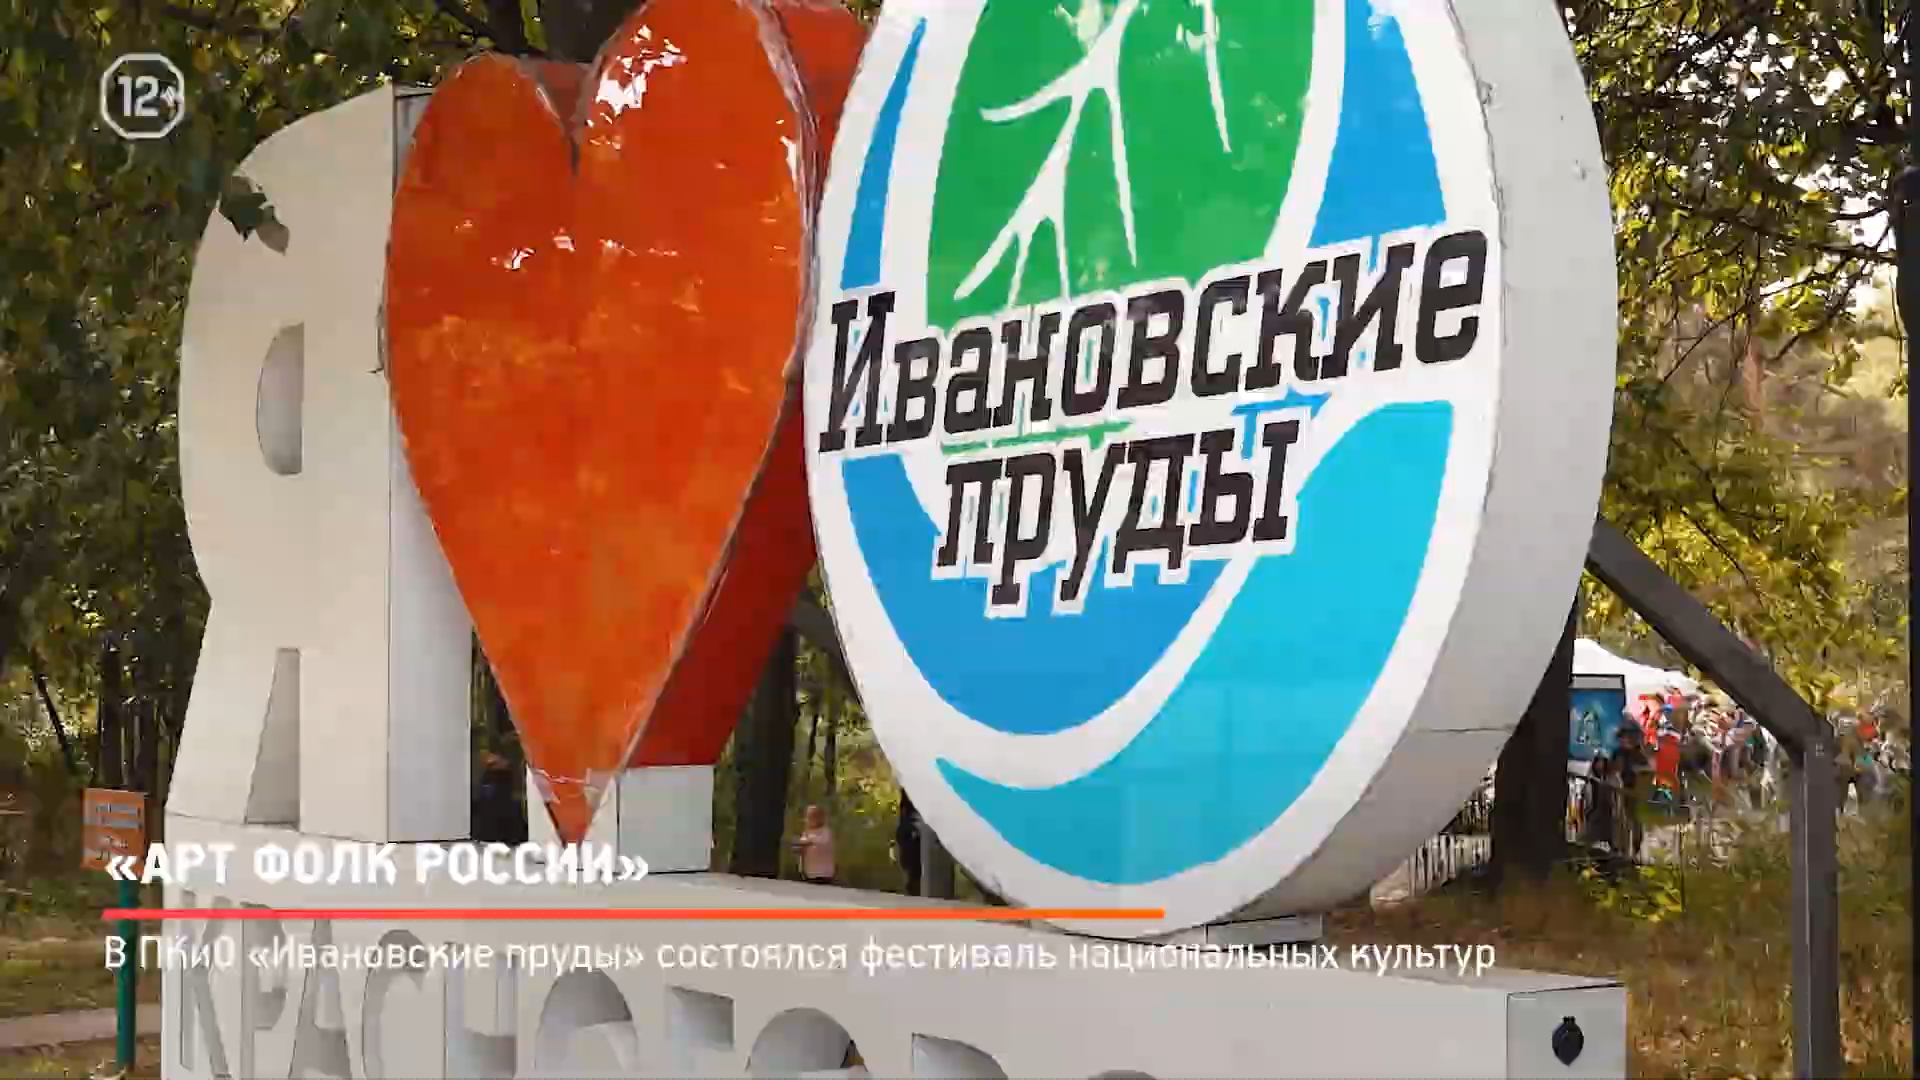 12+
Я
Ивановские
пруды
«АРТ ФОЛК РОССИИ»
В ПКиО «Ивановские пруды» состоялся фестиваль национальных культур